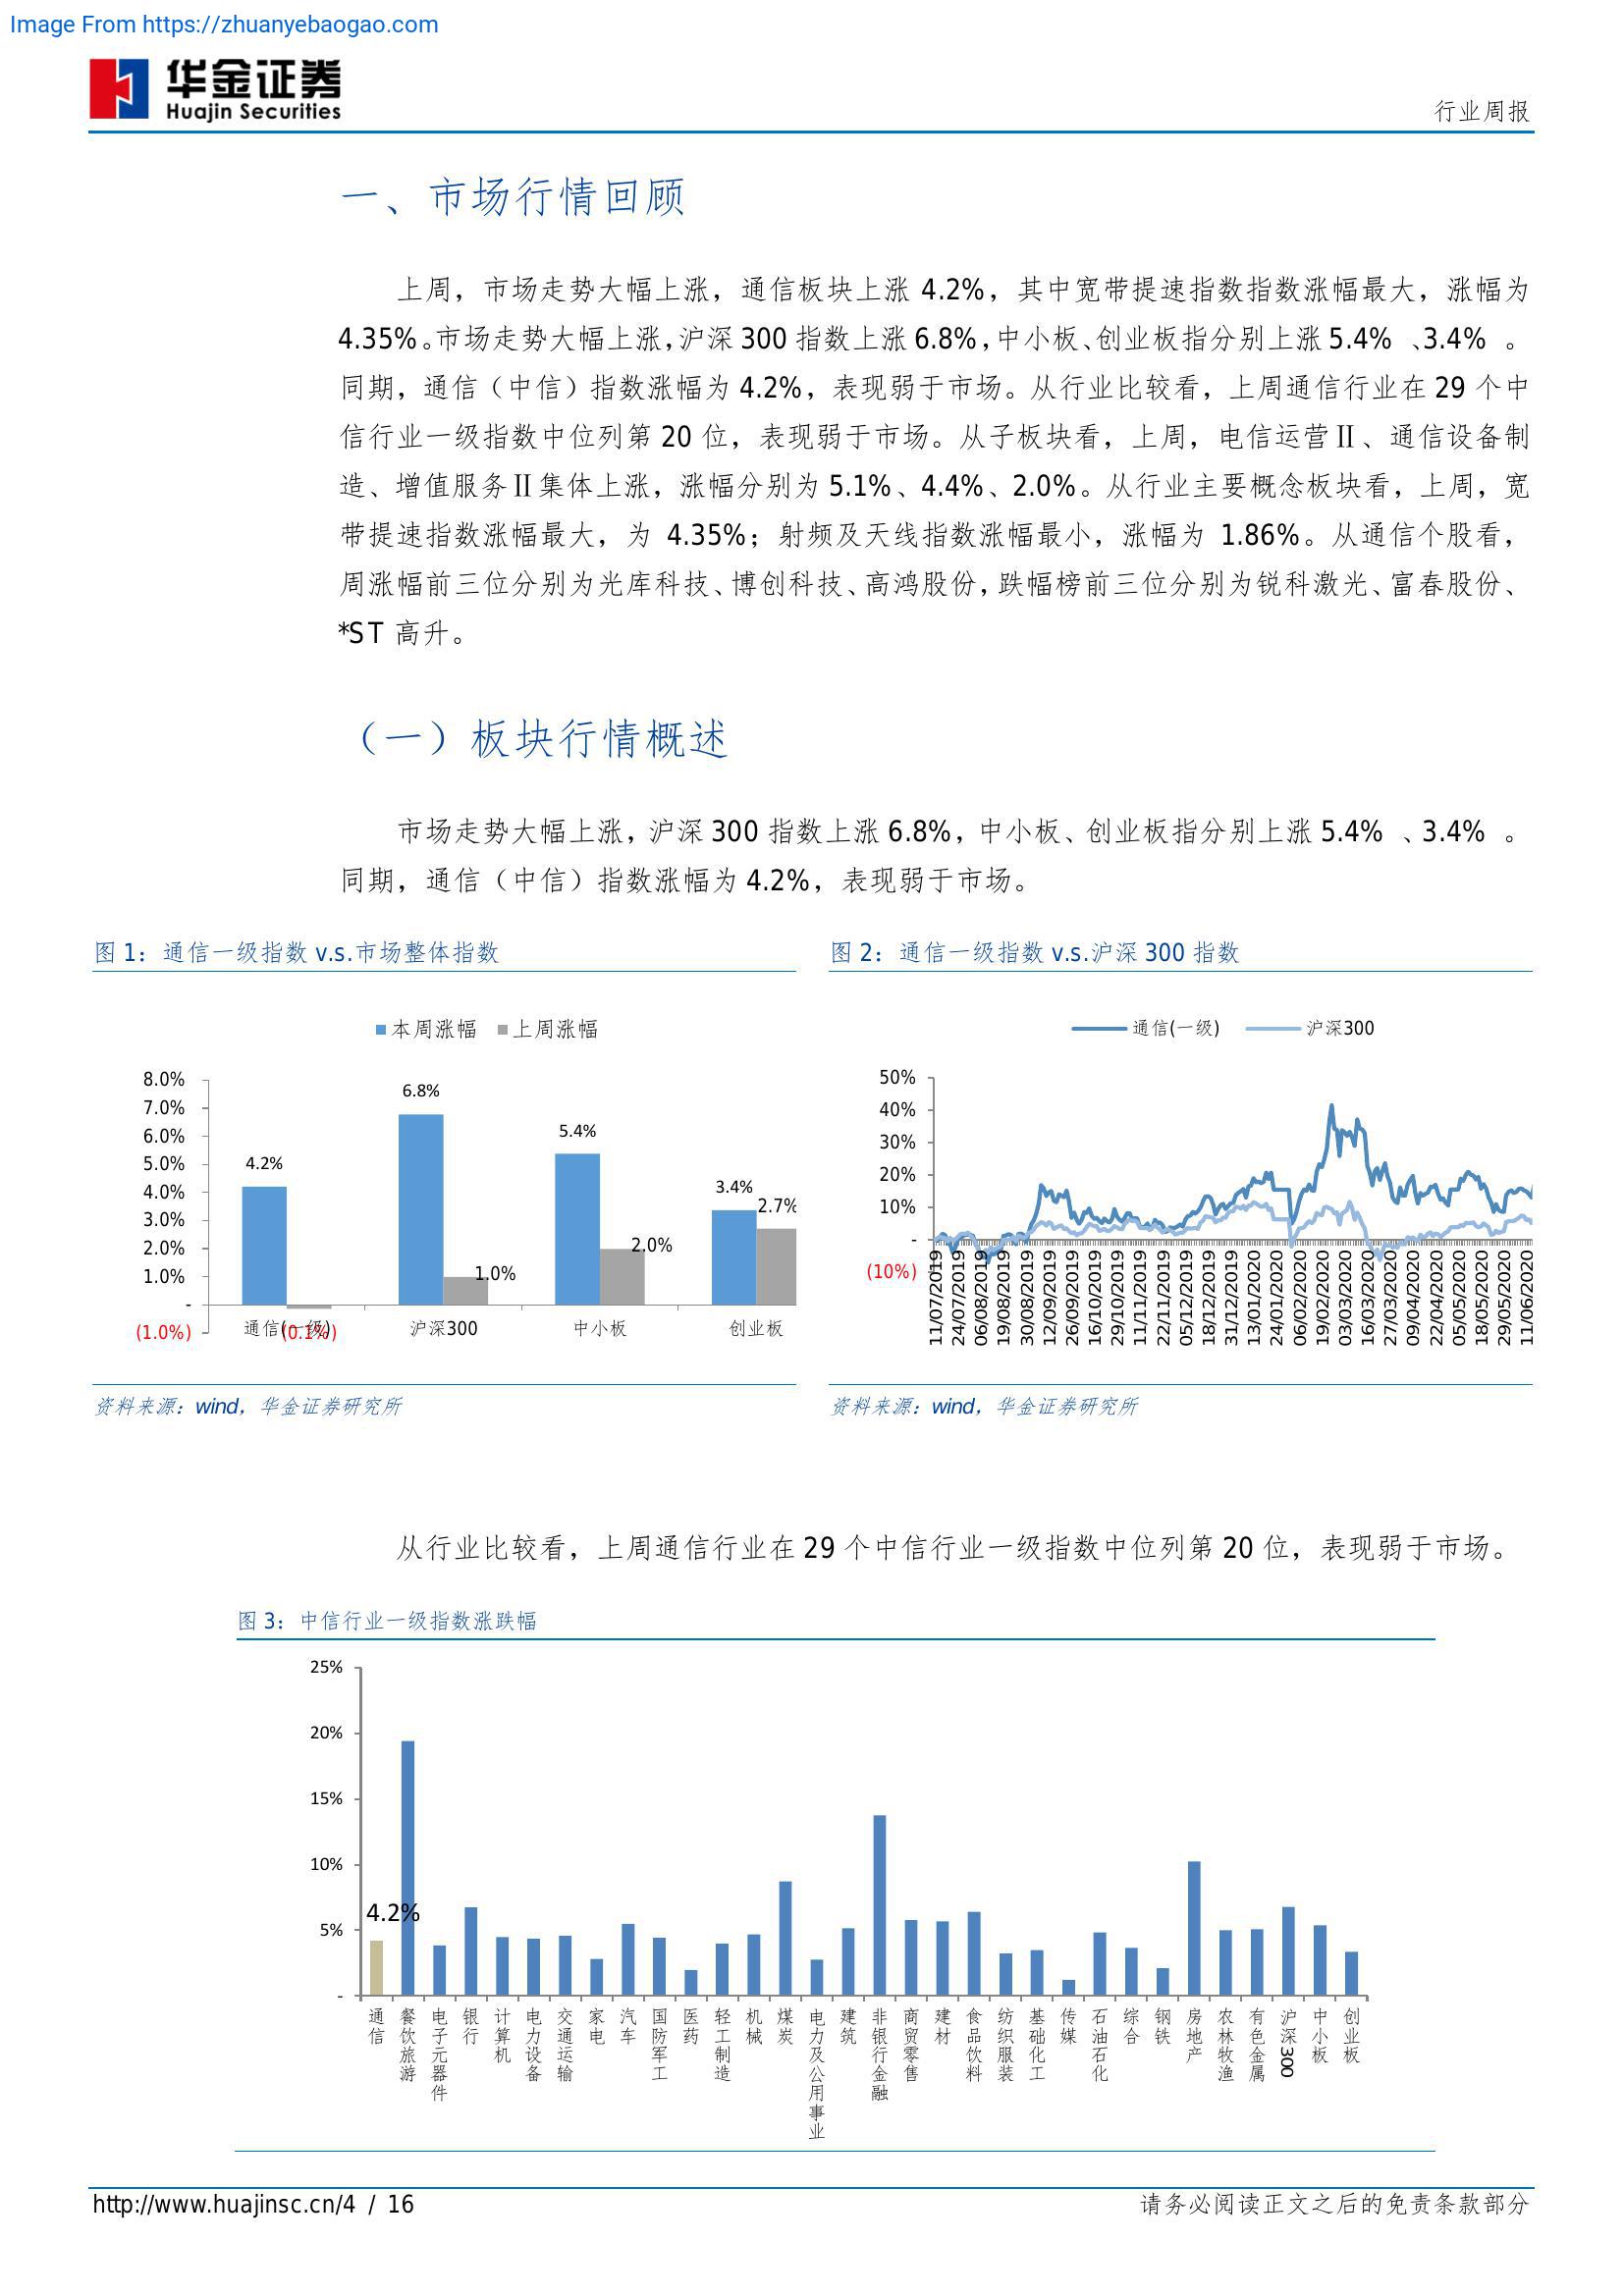 Image From https://zhuanyebaogao.com
华金证券
Huajin Securities
行业周报
一、市场行情回顾
上周，市场走势大幅上涨，通信板块上涨 4.2%，其中宽带提速指数指数涨幅最大，涨幅为
4.35%。市场走势大幅上涨，沪深 300 指数上涨 6.8%，中小板、创业板指分别上涨 5.4% 、3.4% 。
同期，通信（中信）指数涨幅为 4.2%，表现弱于市场。从行业比较看，上周通信行业在 29 个中
信行业一级指数中位列第 20 位，表现弱于市场。从子板块看，上周，电信运营Ⅱ、通信设备制
造、增值服务Ⅱ集体上涨，涨幅分别为 5.1%、4.4%、2.0%。从行业主要概念板块看，上周，宽
带提速指数涨幅最大，为 4.35%；射频及天线指数涨幅最小，涨幅为 1.86%。从通信个股看，
周涨幅前三位分别为光库科技、博创科技、高鸿股份，跌幅榜前三位分别为锐科激光、富春股份、
*ST 高升。
（一）板块行情概述
市场走势大幅上涨，沪深 300 指数上涨 6.8%，中小板、创业板指分别上涨 5.4% 、3.4% 。
同期，通信（中信）指数涨幅为 4.2%，表现弱于市场。
图 1：通信一级指数 v.s.市场整体指数
本周涨幅 上周涨幅
8.0%
7.0%
6.0%
5.0%
4.0%
3.0%
2.0%
1.0%
-
(1.0%)
4.2%
(0.1%)
6.8%
1.0%
5.4%
2.0%
3.4%
2.7%
通信(一级) 沪深300 中小板 创业板
资料来源：wind，华金证券研究所
图 2：通信一级指数 v.s.沪深 300 指数
通信(一级) 沪深300
50%
40%
30%
20%
10%
-
(10%)
11/07/2019
24/07/2019
06/08/2019
19/08/2019
30/08/2019
12/09/2019
26/09/2019
16/10/2019
29/10/2019
11/11/2019
22/11/2019
05/12/2019
18/12/2019
31/12/2019
13/01/2020
24/01/2020
06/02/2020
19/02/2020
03/03/2020
16/03/2020
27/03/2020
09/04/2020
22/04/2020
05/05/2020
18/05/2020
29/05/2020
11/06/2020
资料来源：wind，华金证券研究所
从行业比较看，上周通信行业在 29 个中信行业一级指数中位列第 20 位，表现弱于市场。
图 3：中信行业一级指数涨跌幅
25%
20%
15%
10%
5%
-
4.2%
通信
餐饮旅游
电子元器件
银行
计算机
电力设备
交通运输
家电
汽车
国防军工
医药
轻工制造
机械
煤炭
电力及公用事业
建筑
非银行金融
商贸零售
建材
食品饮料
纺织服装
基础化工
传媒
石油石化
综合
钢铁
房地产
农林牧渔
有色金属
沪深300
中小板
创业板
http://www.huajinsc.cn/4 / 16
请务必阅读正文之后的免责条款部分